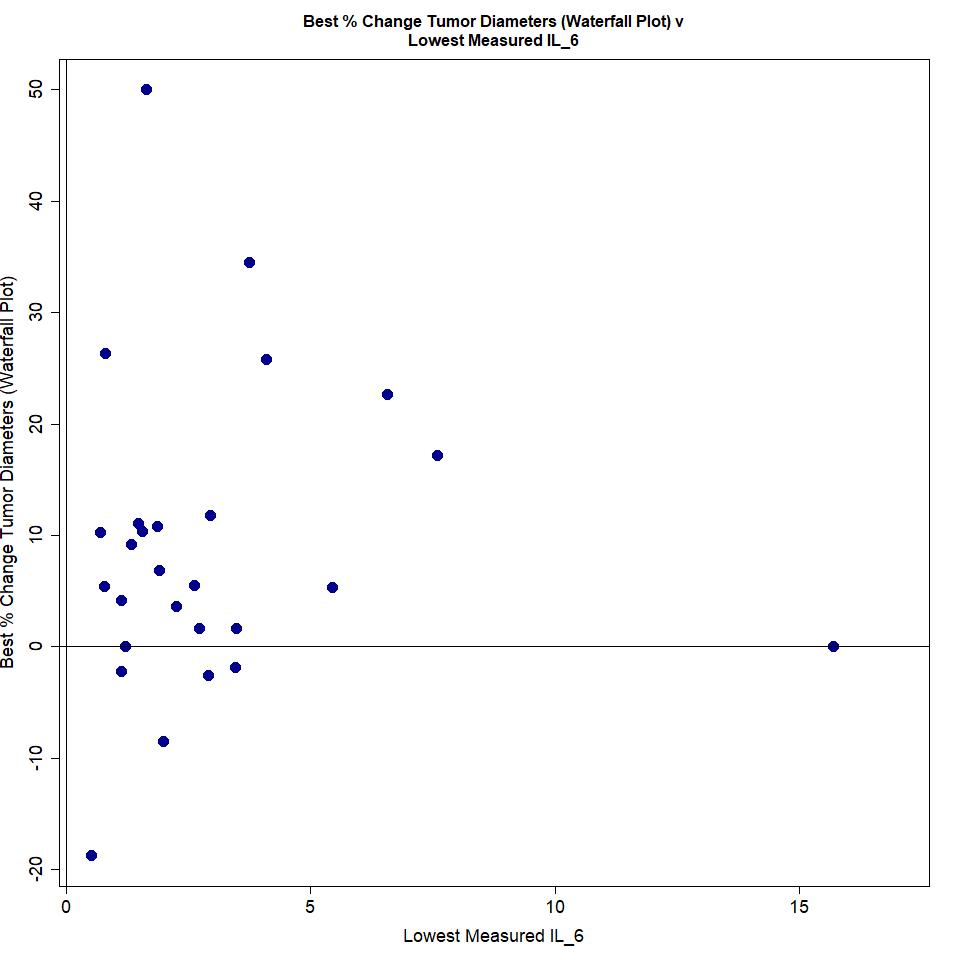 Best % Change Tumor Diameters (Waterfall Plot) v
Lowest Measured IL_6
Best % Change Tumor Diameters (Waterfall Plot)
50
40
30
20
10
0
-10
-20
0 5 10 15
Lowest Measured IL_6